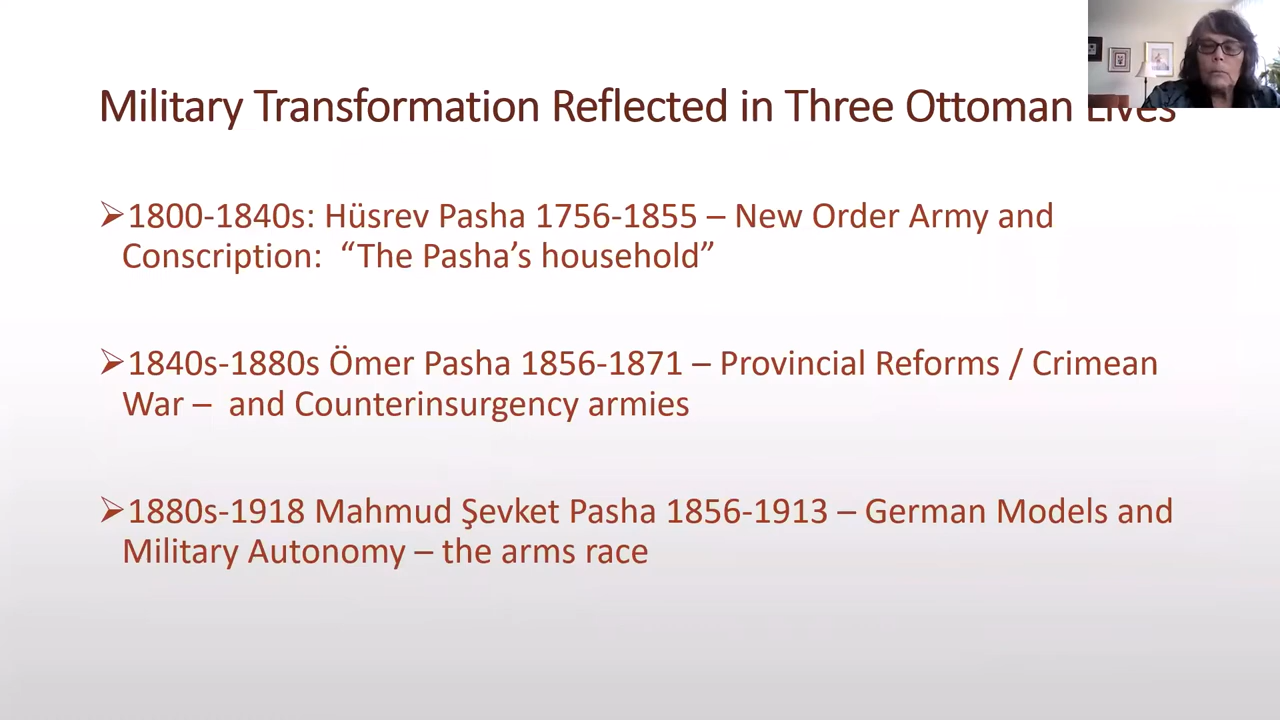 Military Transformation Reflected in Three Ottoman Lives
➢1800-1840s: Hüsrev Pasha 1756-1855 – New Order Army and
Conscription: “The Pasha’s household”
➢1840s-1880s Ömer Pasha 1856-1871 – Provincial Reforms / Crimean
War – and Counterinsurgency armies
➢1880s-1918 Mahmud Şevket Pasha 1856-1913 – German Models and
Military Autonomy – the arms race